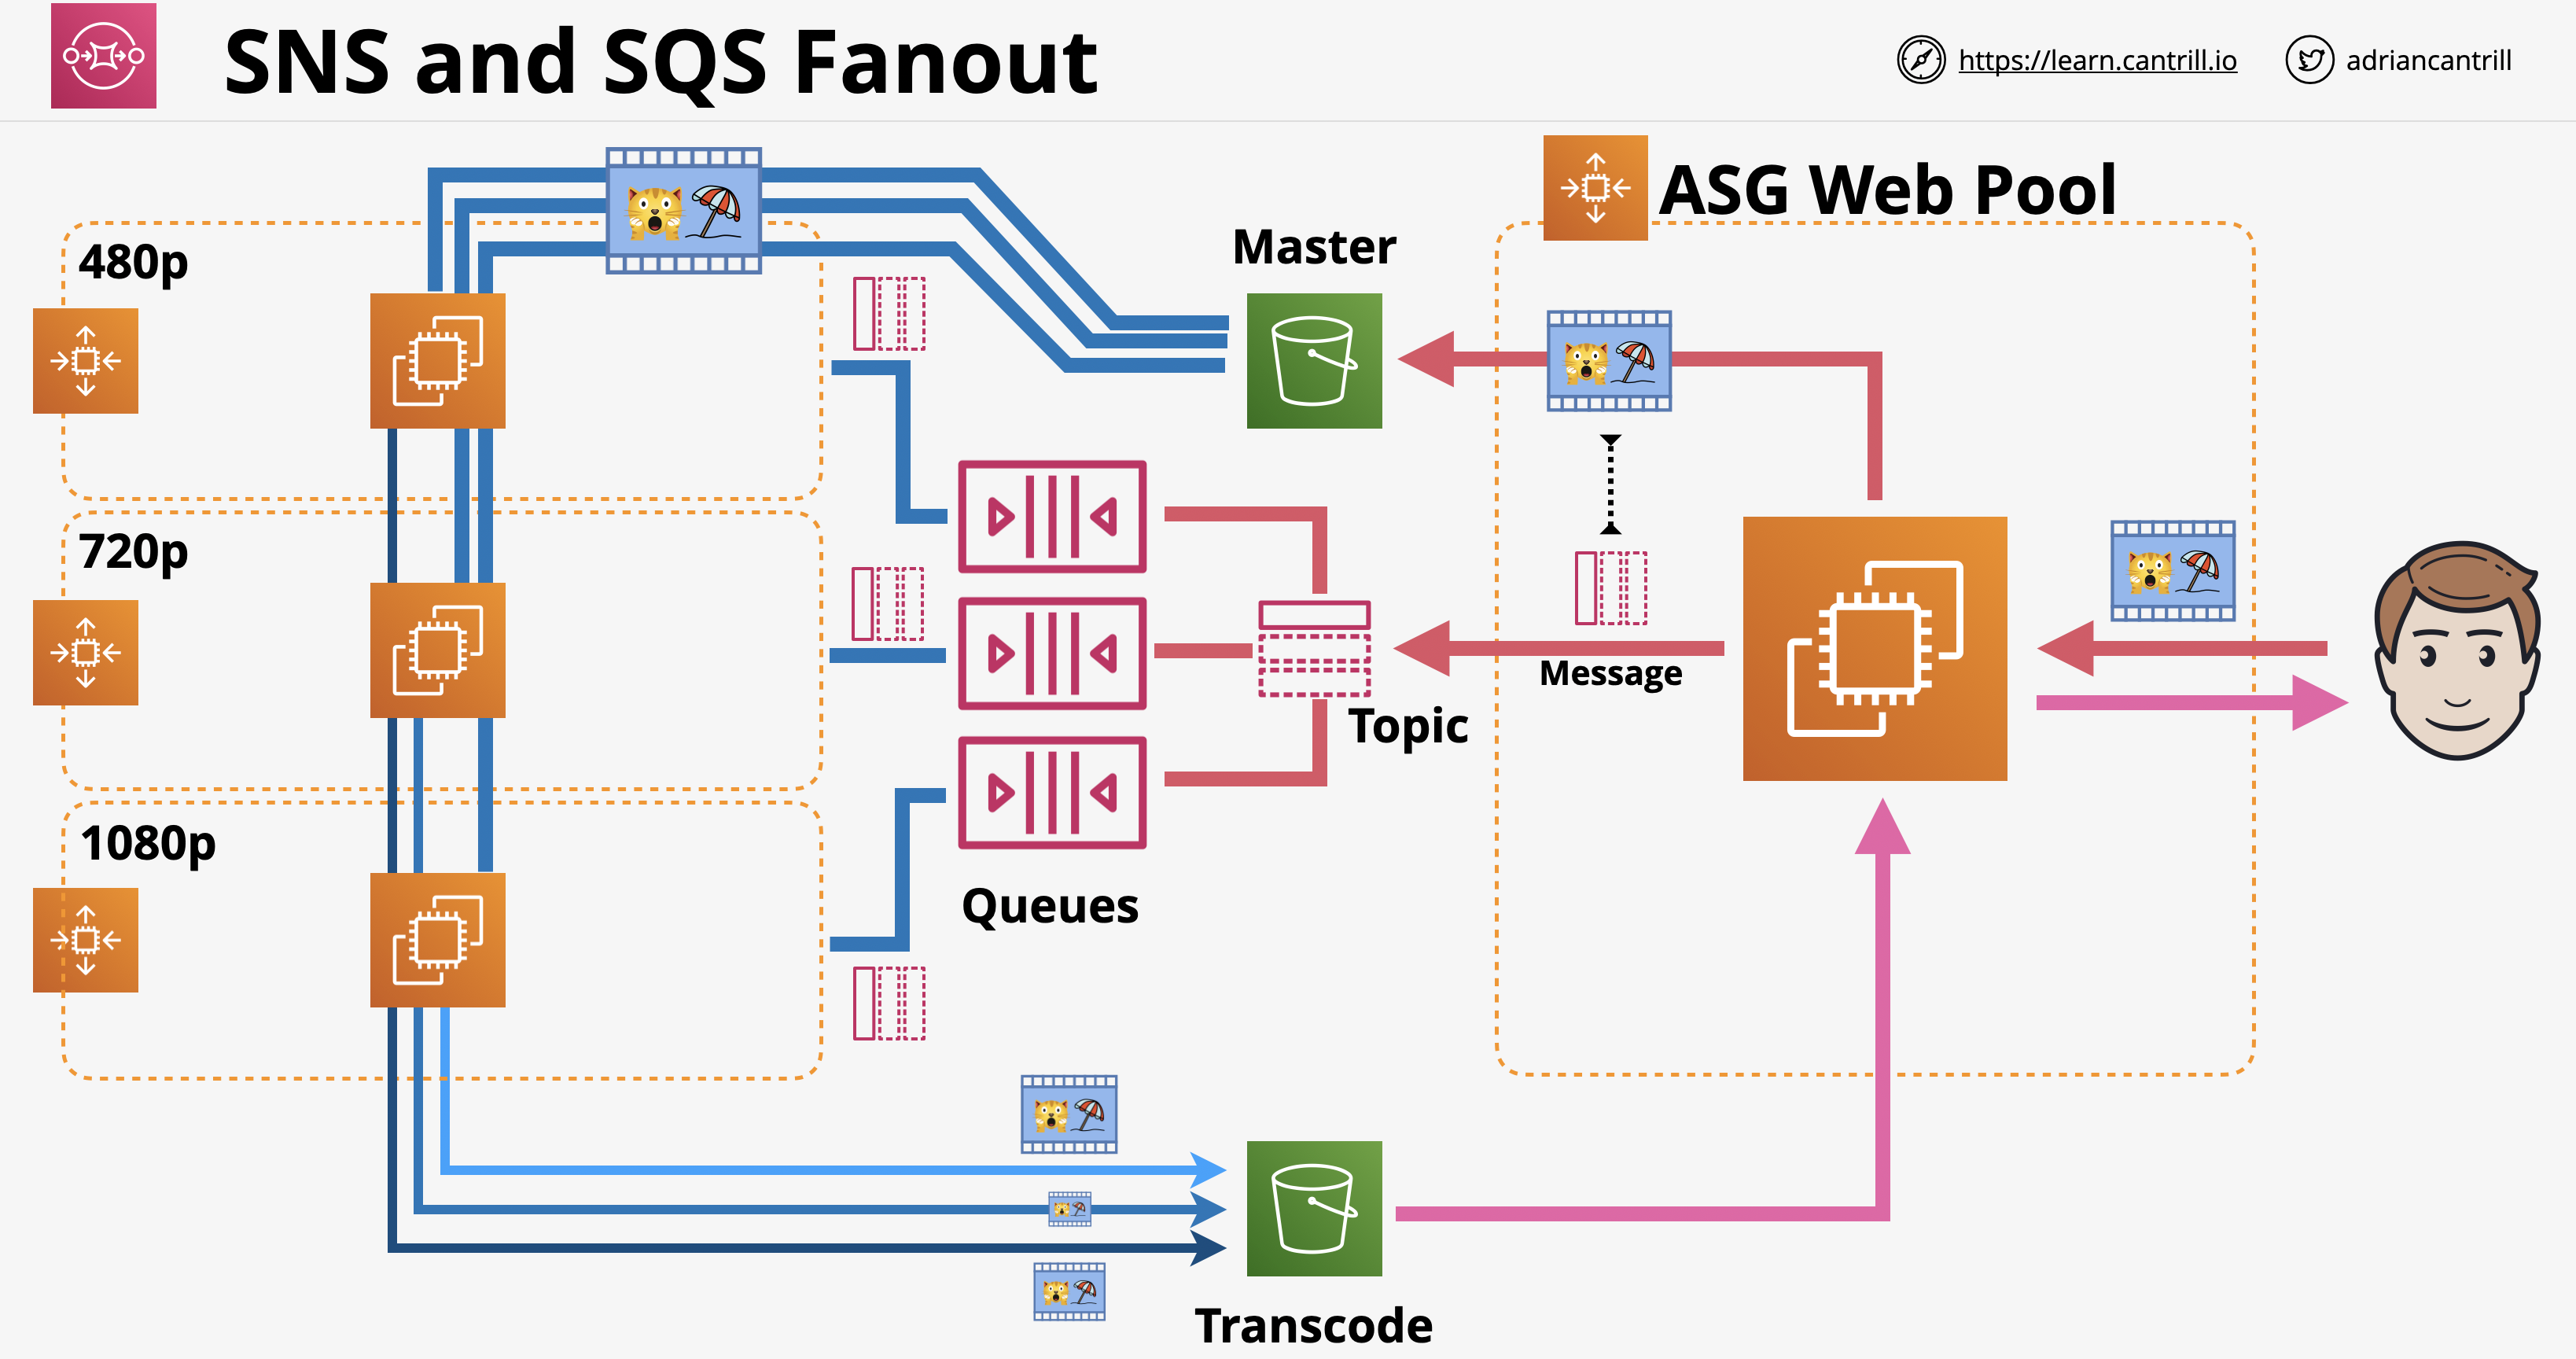 SNS and SQS Fanout
https://learn.cantrill.io
adriancantrill
ASG Web Pool
480p
Master
720p
Message
Topic
1080p
Queues
Transcode